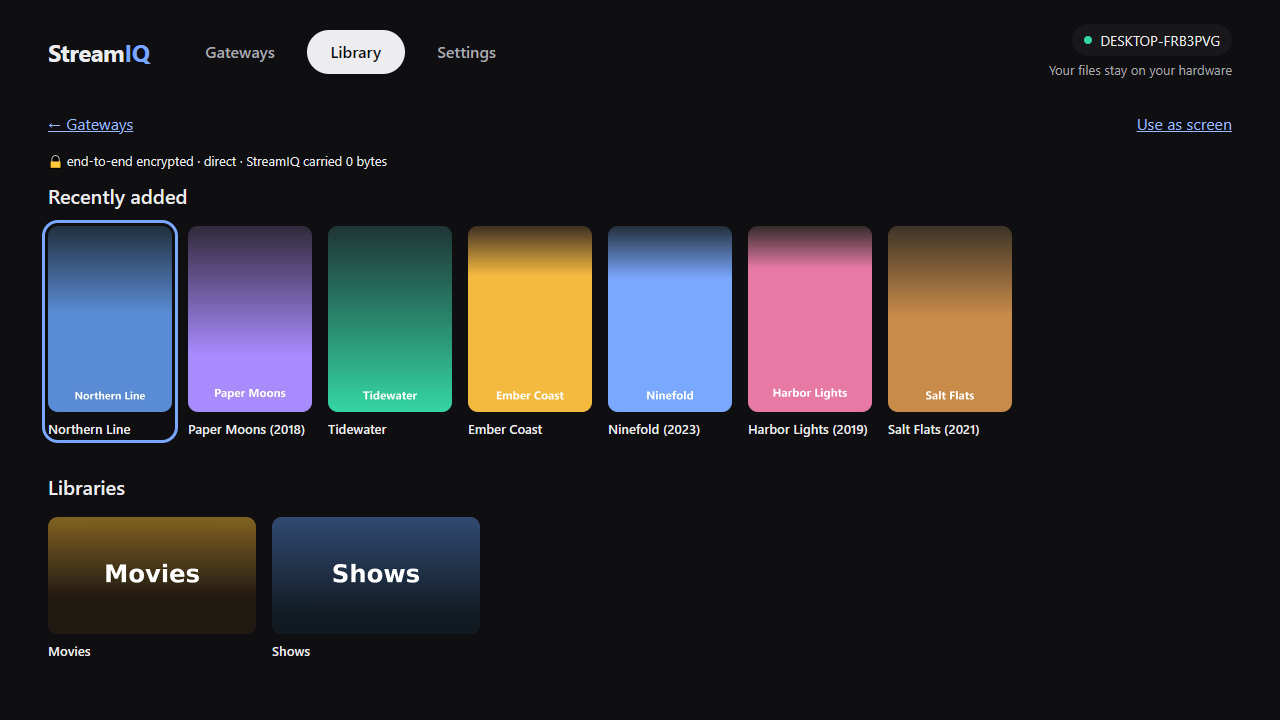 StreamIQ
Gateways
Library
Settings
DESKTOP-FRB3PVG
Your files stay on your hardware
← Gateways
Use as screen
🔒 end-to-end encrypted · direct · StreamIQ carried 0 bytes
Recently added
Northern Line
Paper Moons
Tidewater
Ember Coast
Ninefold
Harbor Lights
Salt Flats
Northern Line
Paper Moons (2018)
Tidewater
Ember Coast
Ninefold (2023)
Harbor Lights (2019)
Salt Flats (2021)
Libraries
Movies
Shows
Movies
Shows